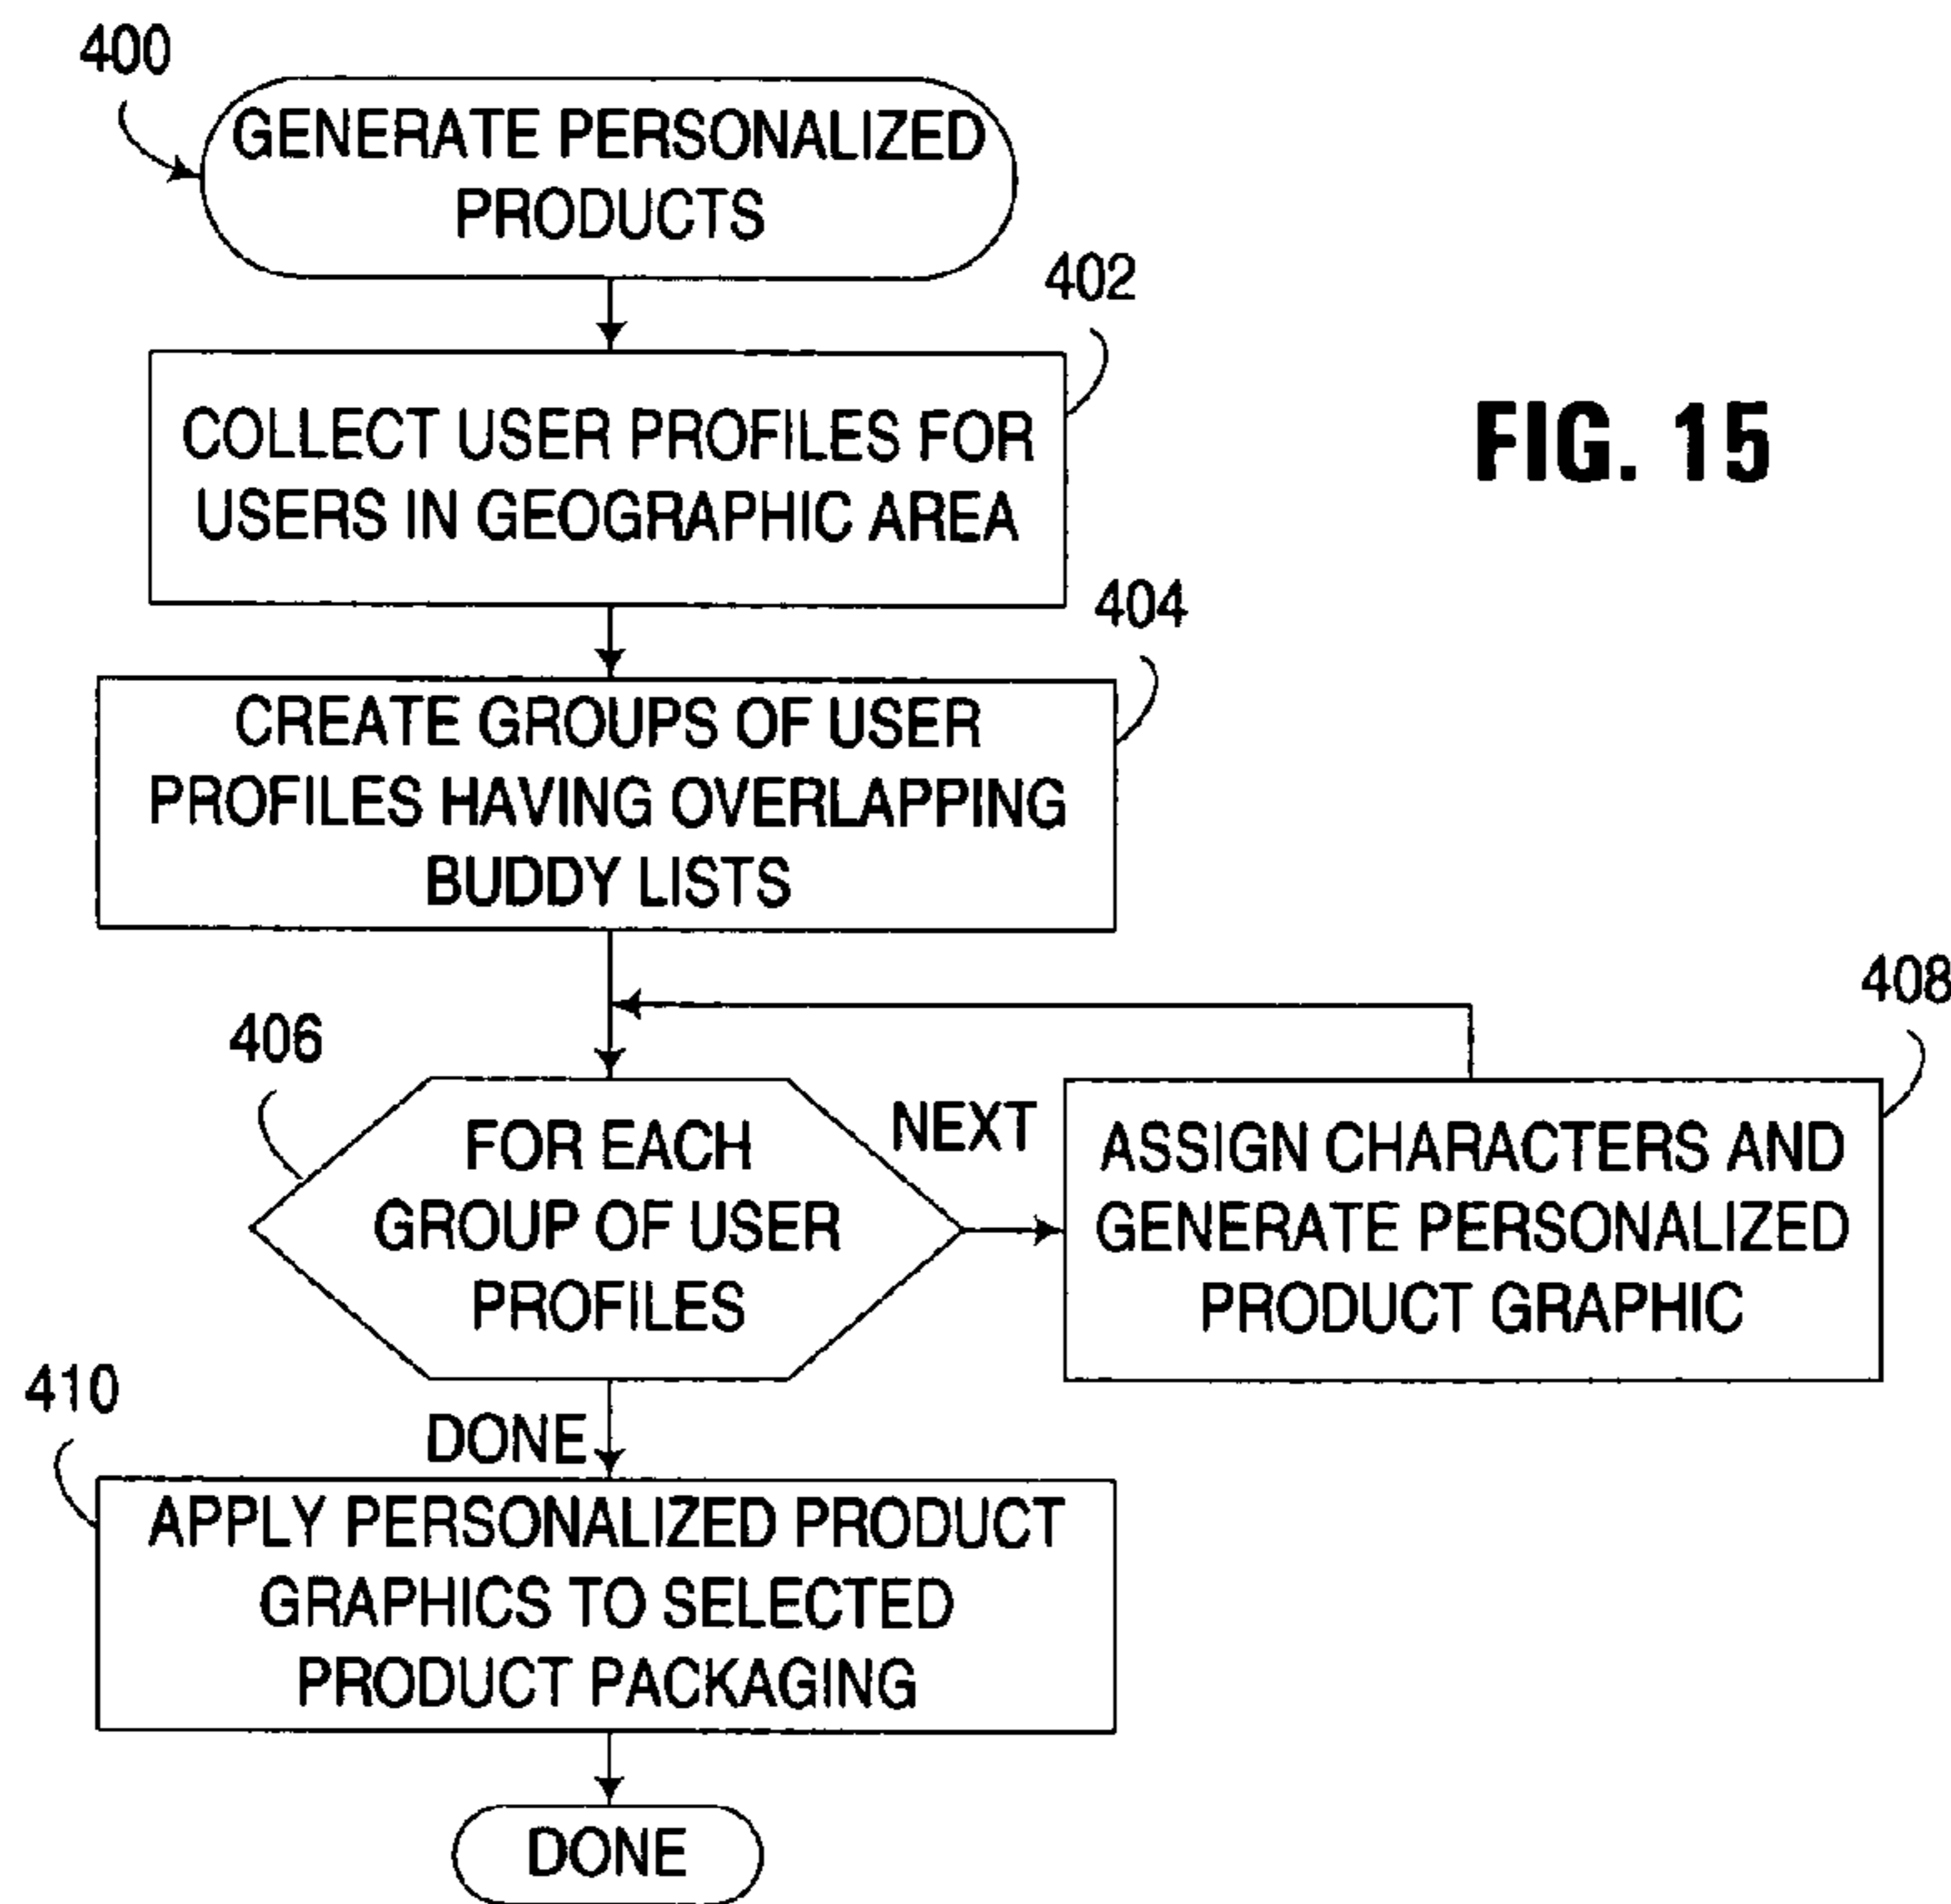 400
GENERATE PERSONALIZED
PRODUCTS
402
COLLECT USER PROFILES FOR
USERS IN GEOGRAPHIC AREA
FIG. 15
404
CREATE GROUPS OF USER
PROFILES HAVING OVERLAPPING
BUDDY LISTS
406
FOR EACH
GROUP OF USER
PROFILES
NEXT
408
ASSIGN CHARACTERS AND
GENERATE PERSONALIZED
PRODUCT GRAPHIC
DONE
410
APPLY PERSONALIZED PRODUCT
GRAPHICS TO SELECTED
PRODUCT PACKAGING
DONE